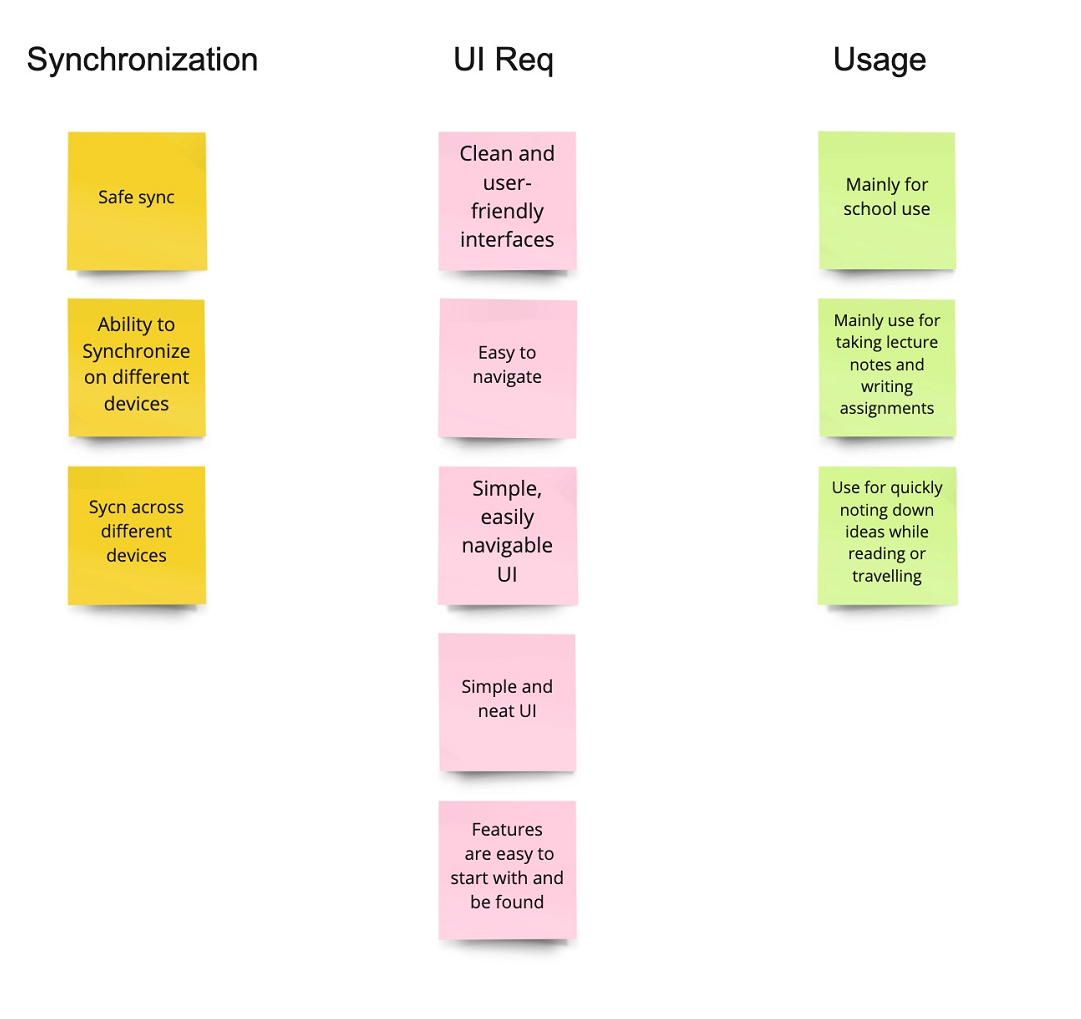 Synchronization
UI Req
Usage
Safe sync
Ability to
Synchronize
on different
devices
Sycn across
different
devices
Clean and
user-
friendly
interfaces
Easy to
navigate
Simple,
easily
navigable
UI
Simple and
neat UI
Features
are easy to
start with and
be found
Mainly for
school use
Mainly use for
taking lecture
notes and
writing
assignments
Use for quickly
noting down
ideas while
reading or
travelling